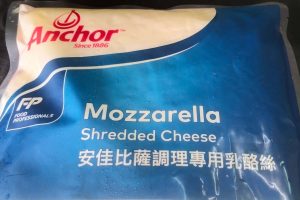 Anchor
Since 1886
FP
FOOD
PROFESSIONALS
Mozzarella
Shredded Cheese
安佳比薩調理專用乳酪絲